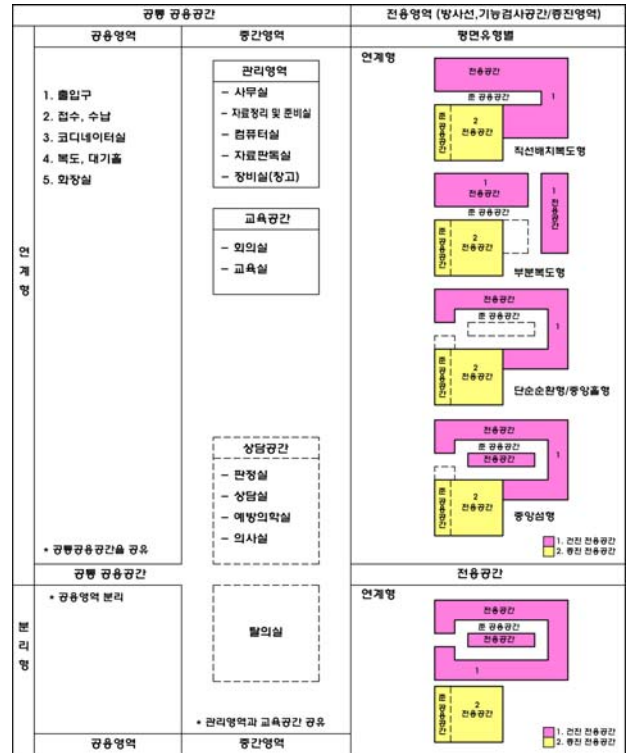 공통 공용공간
전용영역 (방사선,기능검사공간/증진영역)
공용영역
중간영역
평면유형별
연계형
1. 출입구
2. 접수, 수납
3. 코디네이터실
4. 복도, 대기홀
5. 화장실
* 공통공용공간을 공유
관리영역
- 사무실
- 자료정리 및 준비실
- 컴퓨터실
- 자료판독실
- 장비실(창고)
교육공간
- 회의실
- 교육실
상담공간
- 판정실
- 상담실
- 예방의학실
- 의사실
연계형
전용공간
1
준 공용공간
준 공용공간
2
전용공간
직선배치복도형
1
전용공간
1
전용공간
준 공용공간
준 공용공간
2
전용공간
부분복도형
전용공간
준 공용공간
1
준 공용공간
2
전용공간
단순순환형/중앙홀형
전용공간
준 공용공간
전용공간
1
준 공용공간
2
전용공간
중앙섬형
1. 건진 전용공간
2. 증진 전용공간
공통 공용공간
전용공간
분리형
* 공용영역 분리
탈의실
* 관리영역과 교육공간 공유
연계형
전용공간
준 공용공간
전용공간
1
준 공용공간
2
전용공간
1. 건진 전용공간
2. 증진 전용공간
공용영역
중간영역